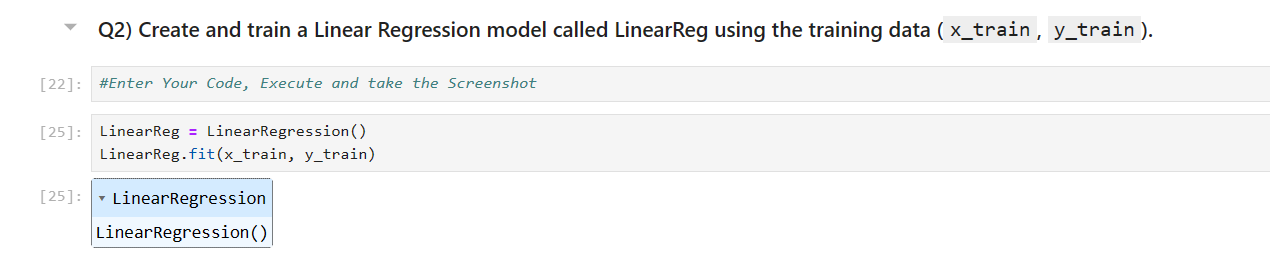 Q2) Create and train a Linear Regression model called LinearReg using the training data ( x_train , y_train ).
[22]: #Enter Your Code, Execute and take the Screenshot
[25]: LinearReg = LinearRegression()
LinearReg.fit(x_train, y_train)
[25]: ▾ LinearRegression
LinearRegression()